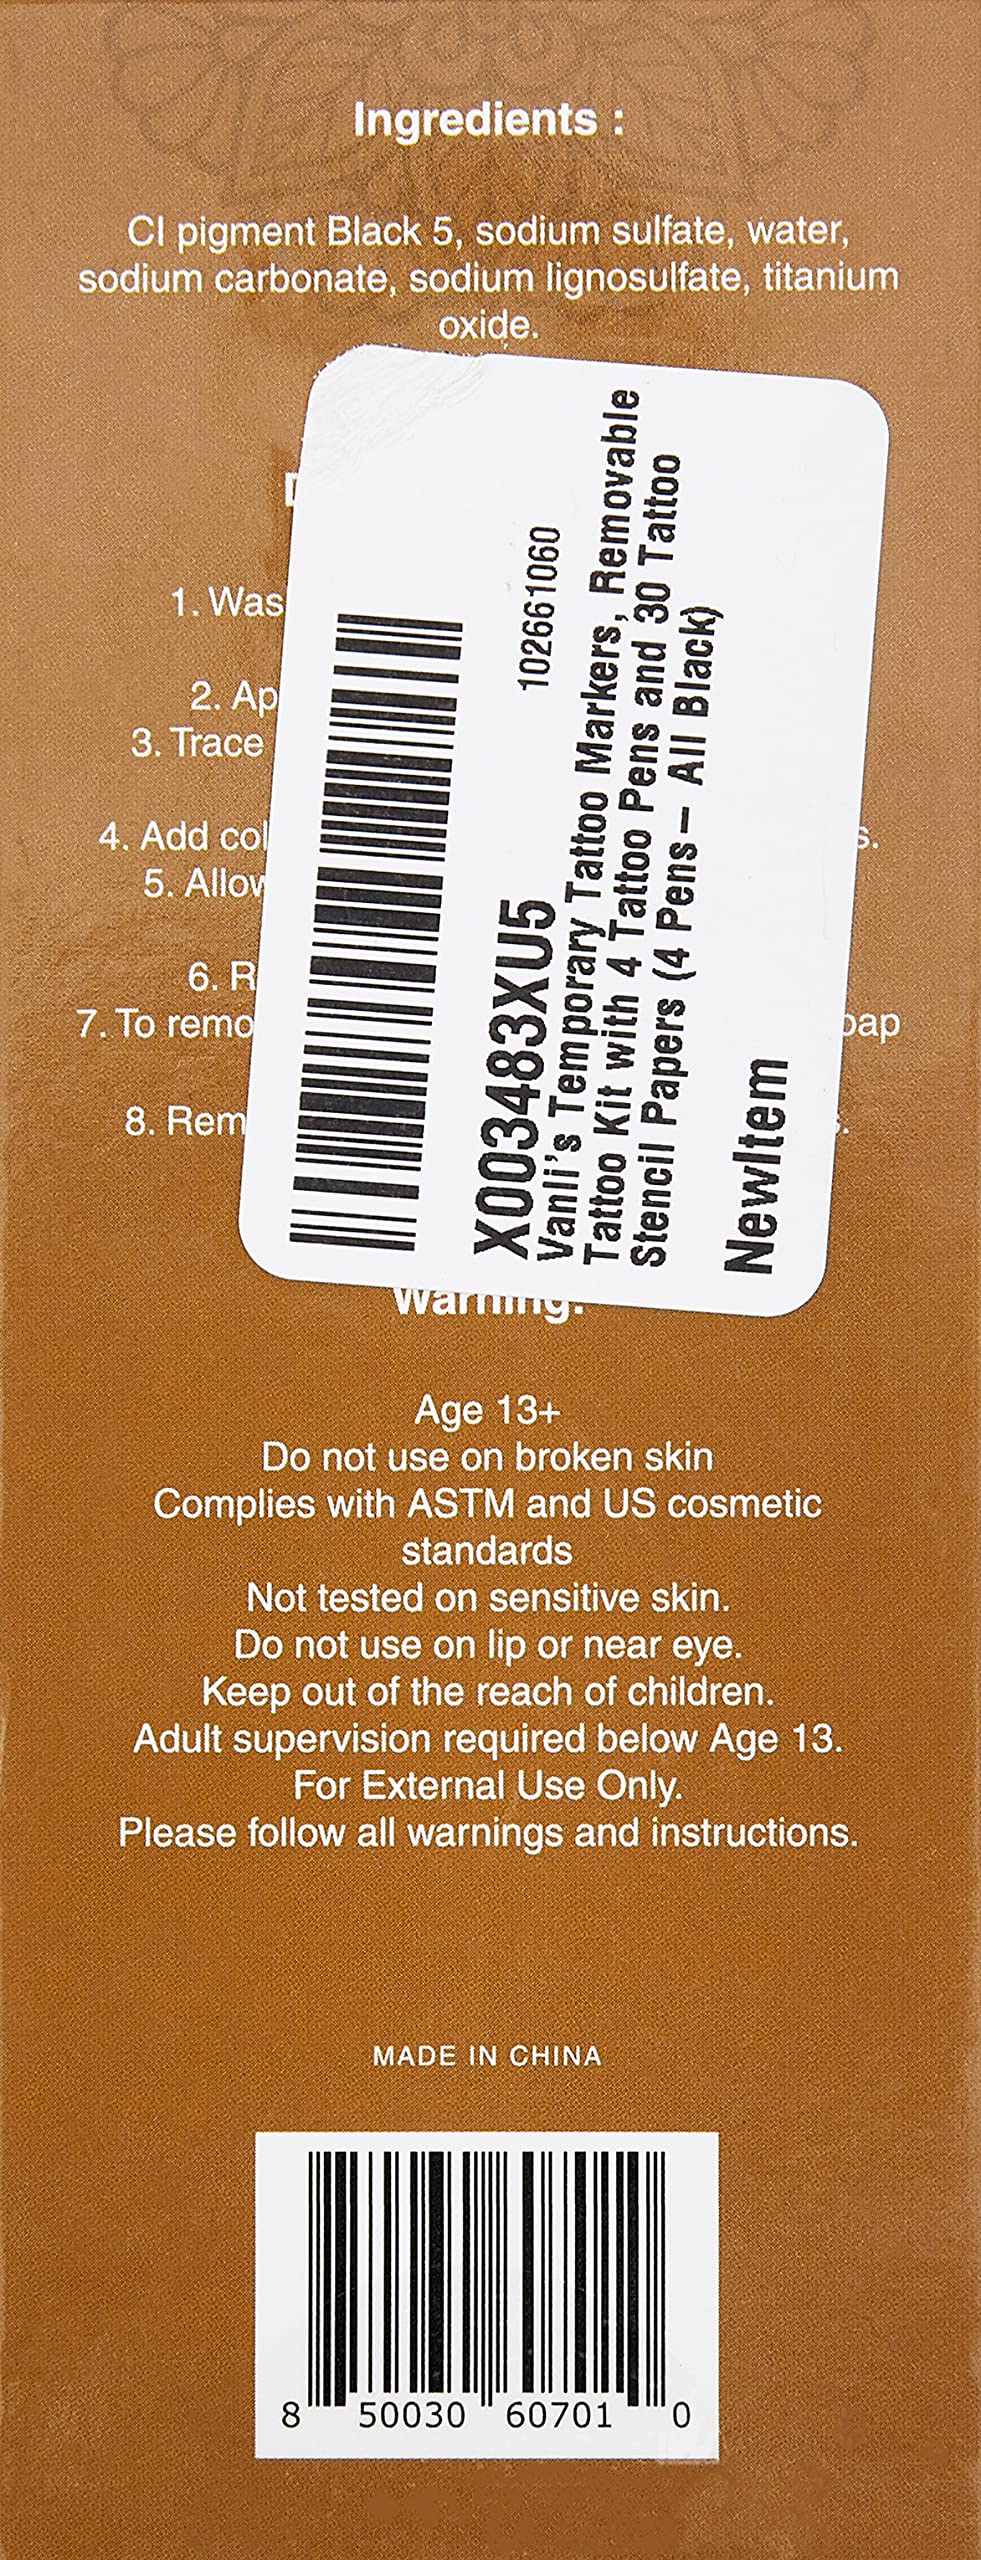 Ingredients :
CI pigment Black 5, sodium sulfate, water,
sodium carbonate, sodium lignosulfate, titanium
oxide.
1. Was
2. Ap
3. Trace
4. Add col
s.
5. Allow
6. R
7. To remo
oap
8. Rem
s.
X003483XU5
102661060
Vanli's Temporary Tattoo Markers, Removable
Tattoo Kit with 4 Tattoo Pens and 30 Tattoo
Stencil Papers (4 Pens – All Black)
NewItem
Warning:
Age 13+
Do not use on broken skin
Complies with ASTM and US cosmetic
standards
Not tested on sensitive skin.
Do not use on lip or near eye.
Keep out of the reach of children.
Adult supervision required below Age 13.
For External Use Only.
Please follow all warnings and instructions.
MADE IN CHINA
8 50030 60701 0